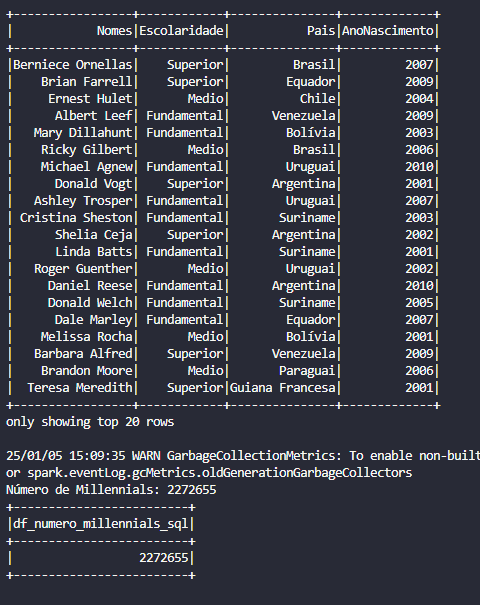 +-----------------+------------+--------------+-------------+
|            Nomes|Escolaridade|          Pais|AnoNascimento|
+-----------------+------------+--------------+-------------+
|Berniece Ornellas|    Superior|        Brasil|         2007|
|    Brian Farrell|    Superior|       Equador|         2009|
|     Ernest Hulet|       Medio|         Chile|         2004|
|      Albert Leef| Fundamental|     Venezuela|         2009|
|   Mary Dillahunt| Fundamental|       Bolívia|         2003|
|    Ricky Gilbert|       Medio|        Brasil|         2006|
|    Michael Agnew| Fundamental|       Uruguai|         2010|
|      Donald Vogt|    Superior|     Argentina|         2001|
|   Ashley Trosper| Fundamental|       Uruguai|         2007|
| Cristina Sheston| Fundamental|      Suriname|         2003|
|      Shelia Ceja|    Superior|     Argentina|         2002|
|      Linda Batts| Fundamental|      Suriname|         2001|
|   Roger Guenther|       Medio|       Uruguai|         2002|
|     Daniel Reese| Fundamental|     Argentina|         2010|
|     Donald Welch| Fundamental|      Suriname|         2005|
|      Dale Marley| Fundamental|       Equador|         2007|
|    Melissa Rocha|       Medio|       Bolívia|         2001|
|   Barbara Alfred|    Superior|     Venezuela|         2009|
|    Brandon Moore|       Medio|      Paraguai|         2006|
|  Teresa Meredith|    Superior|Guiana Francesa|         2001|
+-----------------+------------+--------------+-------------+
only showing top 20 rows
25/01/05 15:09:35 WARN GarbageCollectionMetrics: To enable non-built
or spark.eventLog.gcMetrics.oldGenerationGarbageCollectors
Número de Millennials: 2272655
+------------------------+
|df_numero_millennials_sql|
+------------------------+
|                 2272655|
+------------------------+